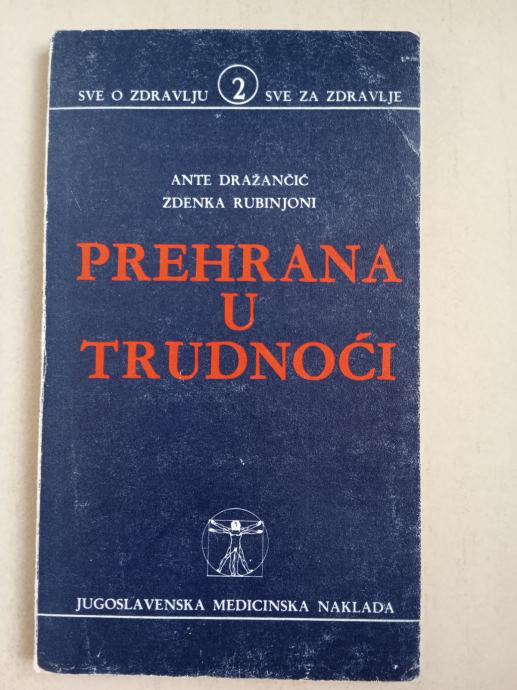 SVE O ZDRAVLJU 2 SVE ZA ZDRAVLJE
ANTE DRAŽANČIĆ
ZDENKA RUBINJONI
PREHRANA
U
TRUDNOĆI
JUGOSLAVENSKA MEDICINSKA NAKLADA